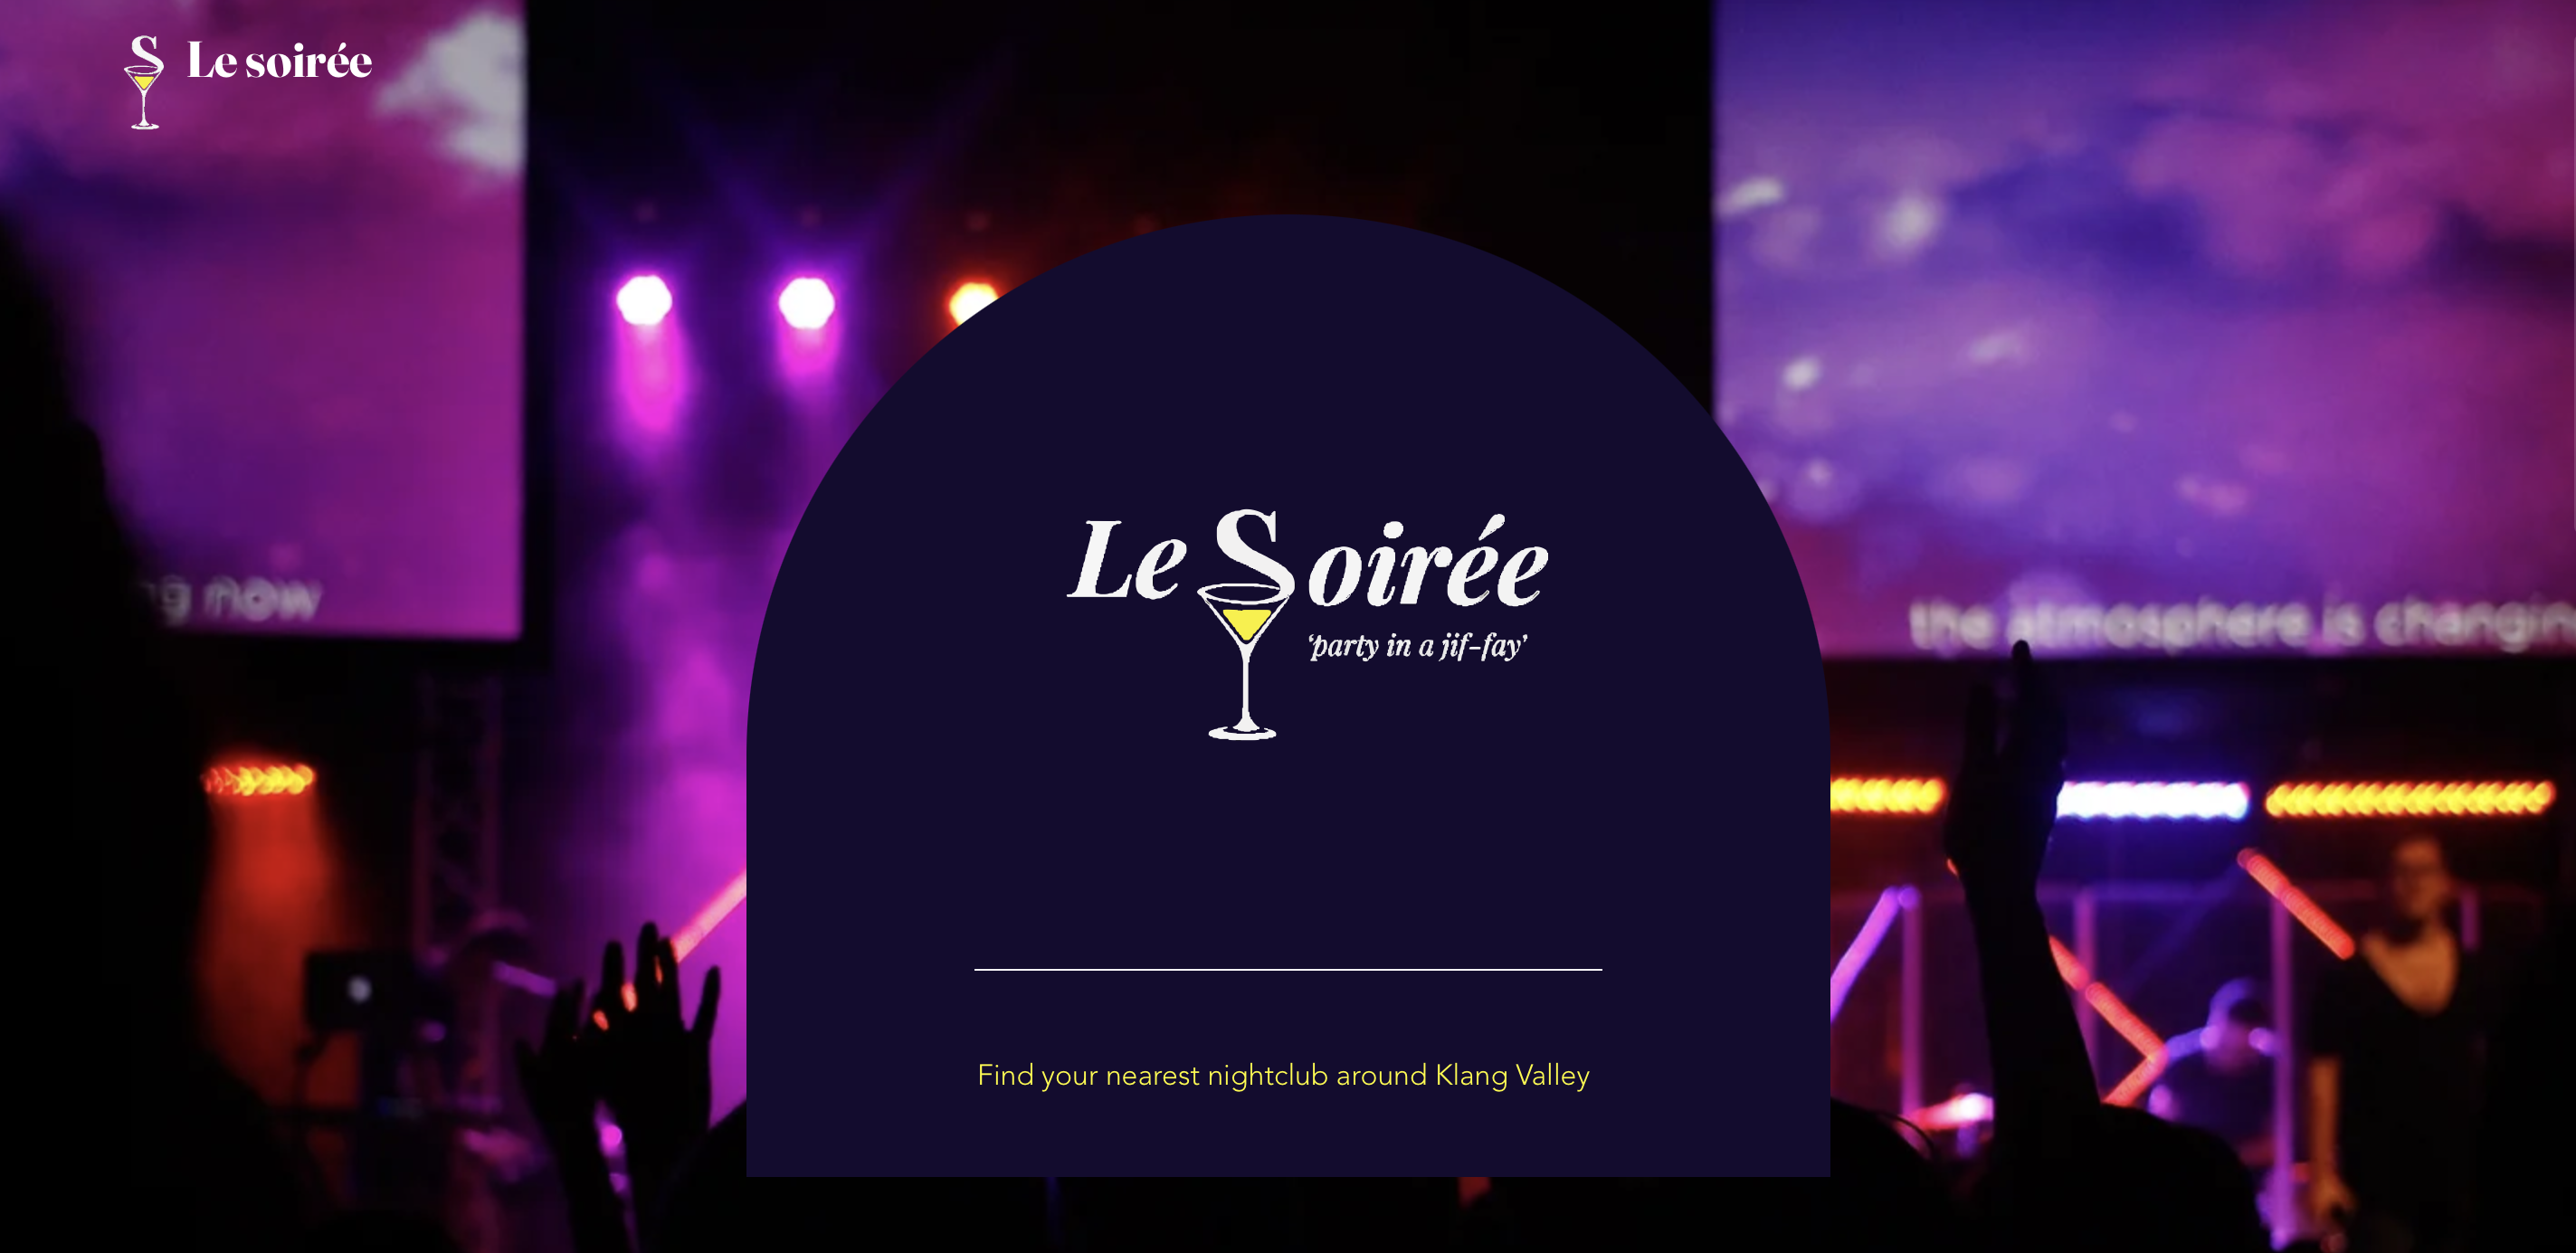 Le soirée
Le Soirée
'party in a jif-fay'
now
the atmosphere is changin
Find your nearest nightclub around Klang Valley